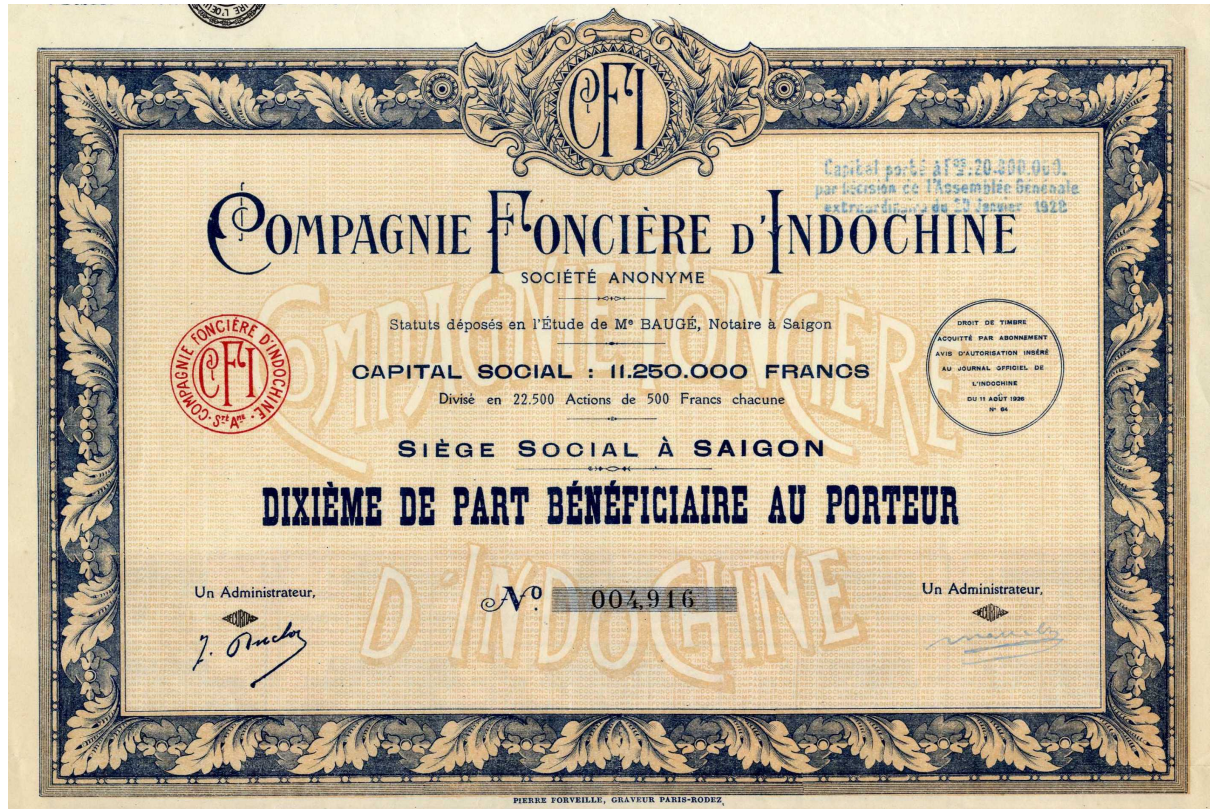 CFI
Capital porté à Frs:20.800.000.
par décision de l'Assemblée Générale
extraordinaire du Janvier 1928
COMPAGNIE FONCIÈRE D'INDOCHINE
SOCIÉTÉ ANONYME
Statuts déposés en l'Étude de Me BAUGÉ, Notaire à Saigon
CAPITAL SOCIAL : 11.250.000 FRANCS
Divisé en 22.500 Actions de 500 Francs chacune
COMPAGNIE FONCIÈRE D'INDOCHINE
CFI
Sté Ame
DROIT DE TIMBRE
ACQUITTÉ PAR ABONNEMENT
AVIS D'AUTORISATION INSÉRÉ
AU JOURNAL OFFICIEL DE
L'INDOCHINE
DU 11 AOÛT 1926
N° 64
COMPAGNIE FONCIÈRE
SIÈGE SOCIAL À SAIGON
DIXIÈME DE PART BÉNÉFICIAIRE AU PORTEUR
D'INDOCHINE
Un Administrateur,
No. 004,916
Un Administrateur,
PIERRE FORVEILLE, GRAVEUR PARIS-RODEZ